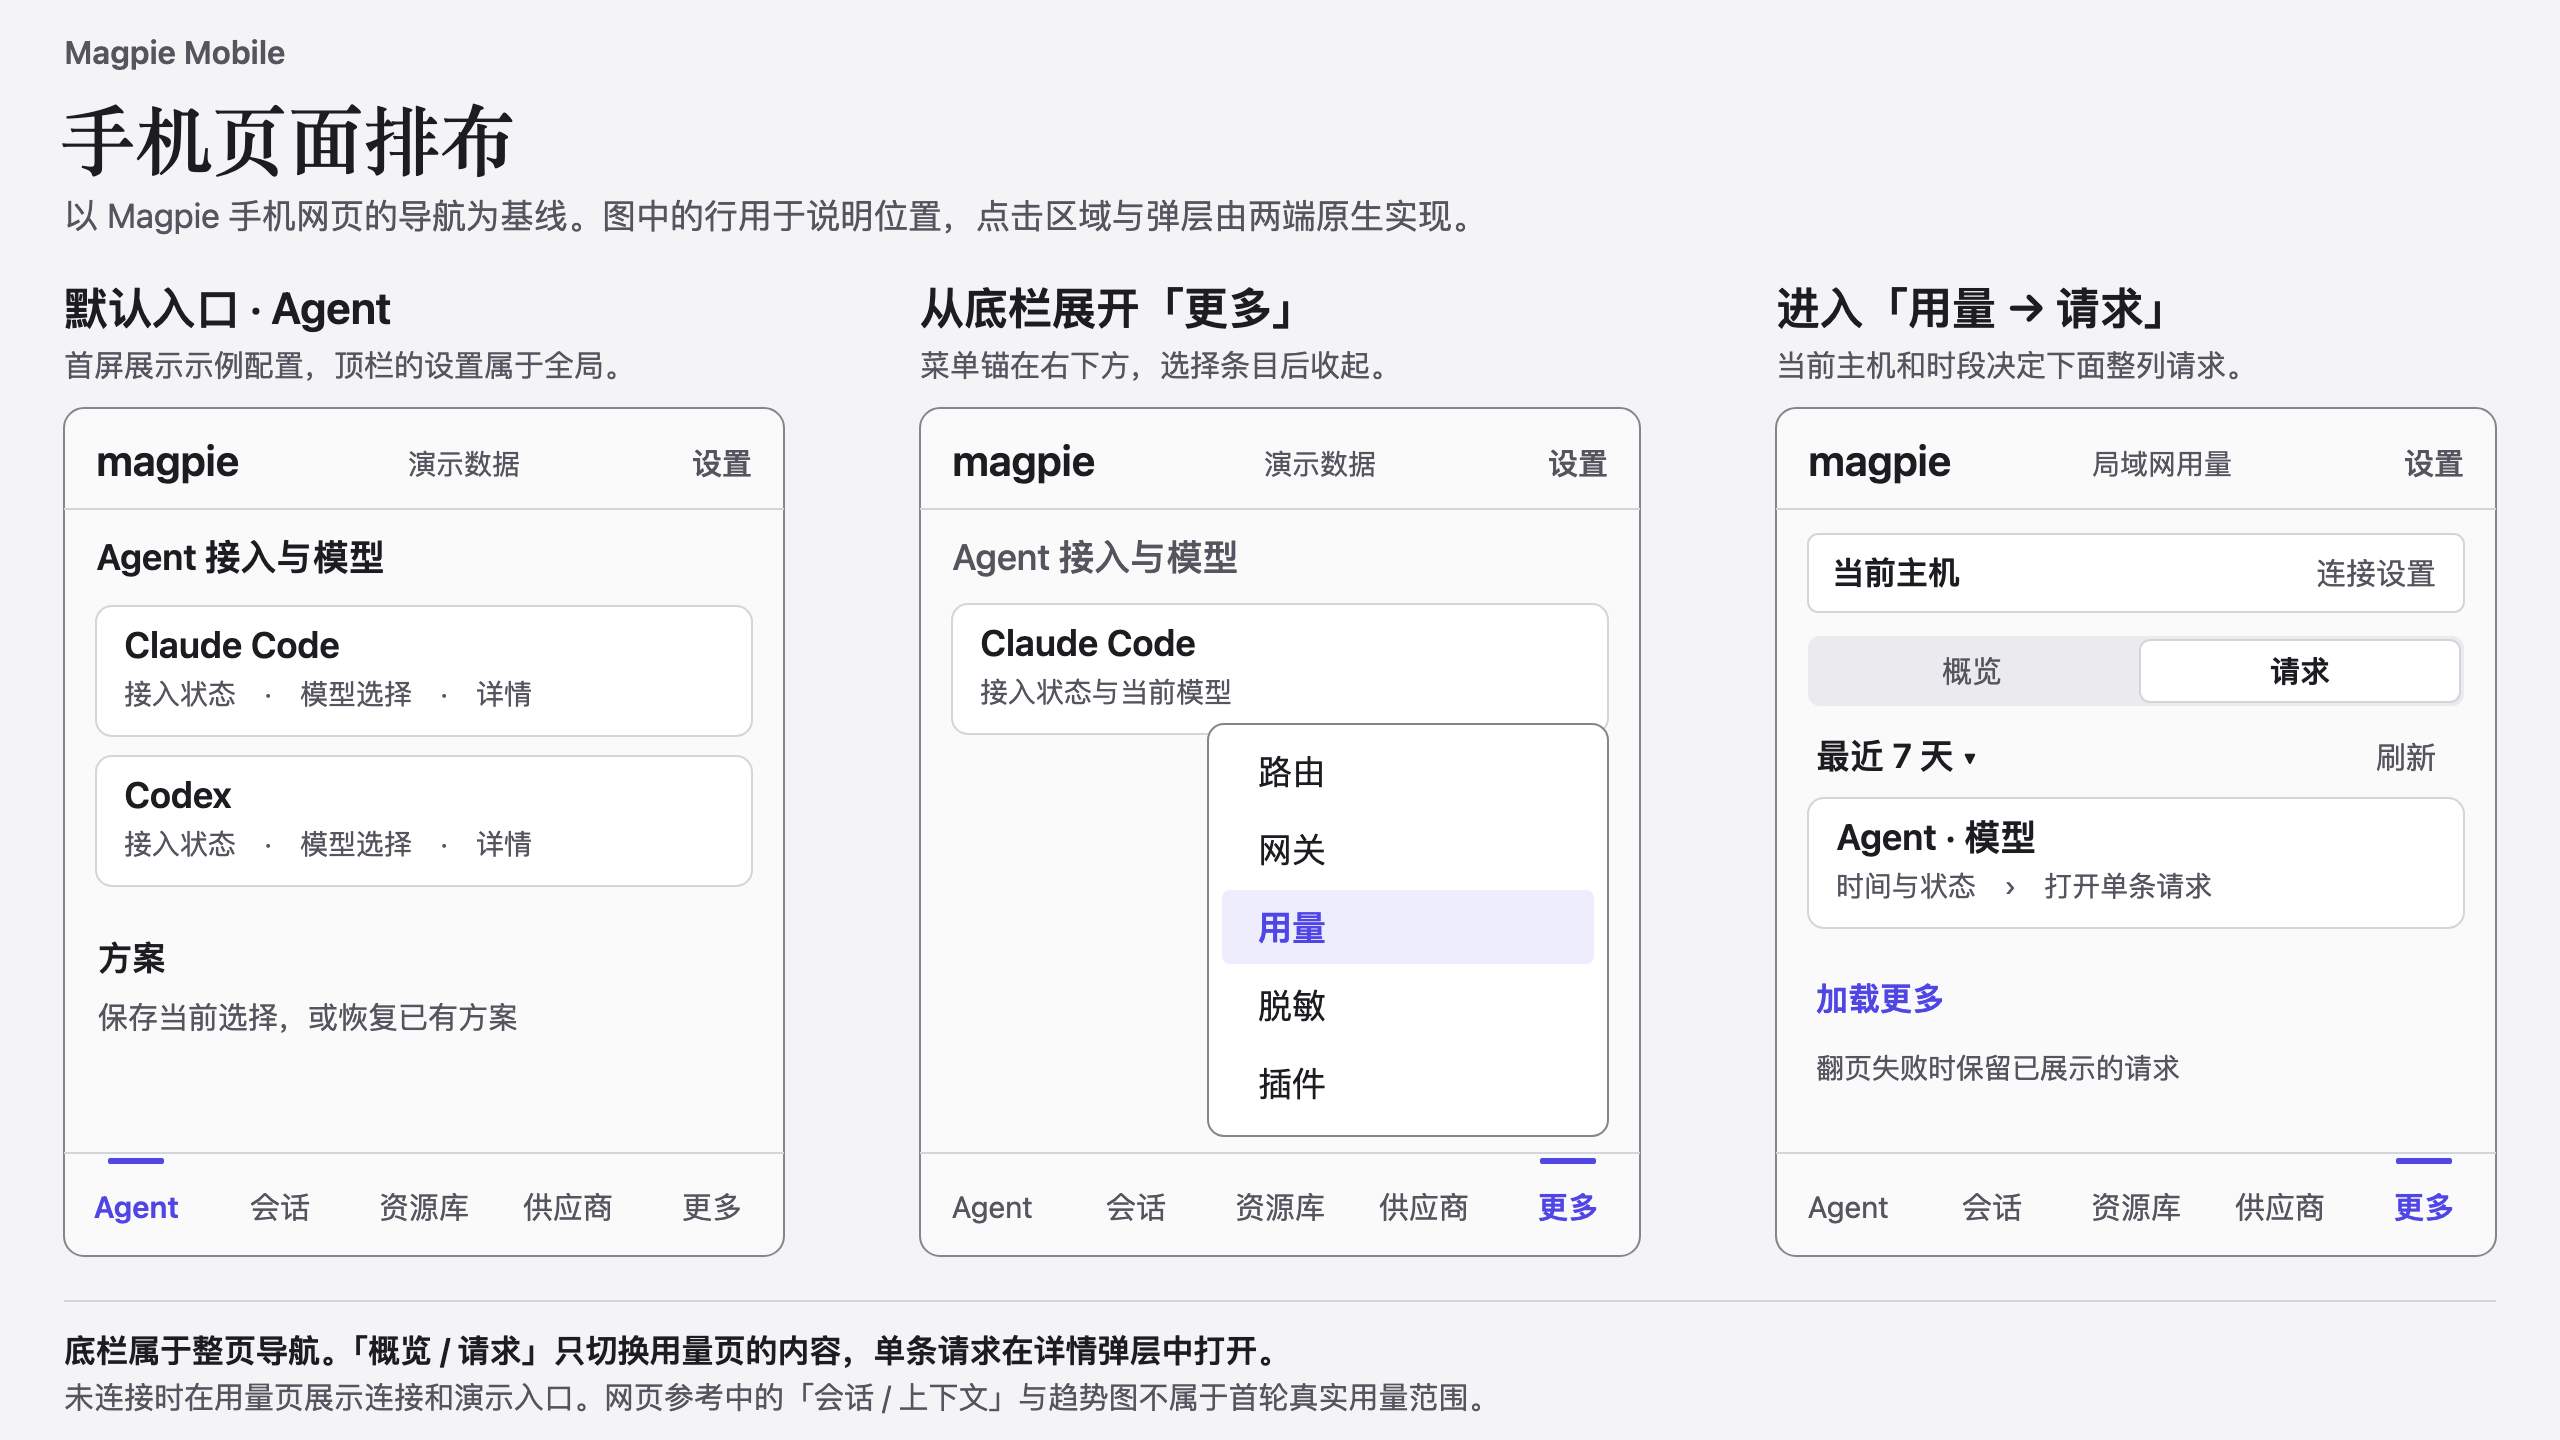 Magpie Mobile
手机页面排布
以 Magpie 手机网页的导航为基线。图中的行用于说明位置，点击区域与弹层由两端原生实现。
默认入口 · Agent
首屏展示示例配置，顶栏的设置属于全局。
magpie 演示数据 设置
Agent 接入与模型
Claude Code
接入状态 · 模型选择 · 详情
Codex
接入状态 · 模型选择 · 详情
方案
保存当前选择，或恢复已有方案
Agent 会话 资源库 供应商 更多
从底栏展开「更多」
菜单锚在右下方，选择条目后收起。
magpie 演示数据 设置
Agent 接入与模型
Claude Code
接入状态与当前模型
路由
网关
用量
脱敏
插件
Agent 会话 资源库 供应商 更多
进入「用量 → 请求」
当前主机和时段决定下面整列请求。
magpie 局域网用量 设置
当前主机 连接设置
概览 请求
最近 7 天 ▾ 刷新
Agent · 模型
时间与状态 › 打开单条请求
加载更多
翻页失败时保留已展示的请求
Agent 会话 资源库 供应商 更多
底栏属于整页导航。「概览 / 请求」只切换用量页的内容，单条请求在详情弹层中打开。
未连接时在用量页展示连接和演示入口。网页参考中的「会话 / 上下文」与趋势图不属于首轮真实用量范围。